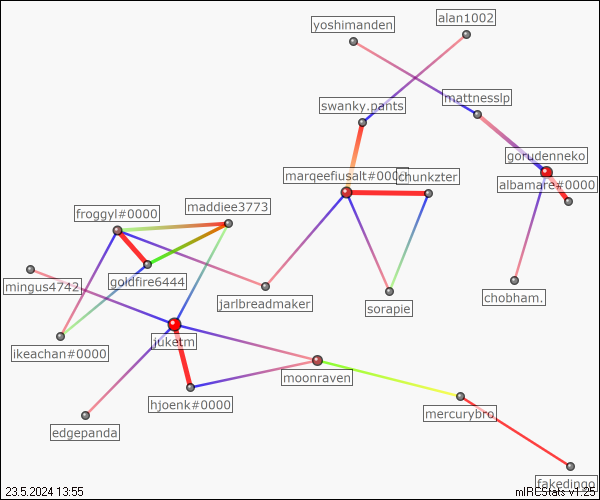 alan1002
yoshimanden
mattnesslp
swanky.pants
gorudenneko
marqeefiusalt#0000
chunkzter
albamare#0000
maddiee3773
froggyl#0000
goldfire6444
mingus4742
jarlbreadmaker
sorapie
chobham.
juketm
ikeachan#0000
moonraven
hjoenk#0000
mercurybro
edgepanda
fakedingo
23.5.2024 13:55
mIRCStats v1.25